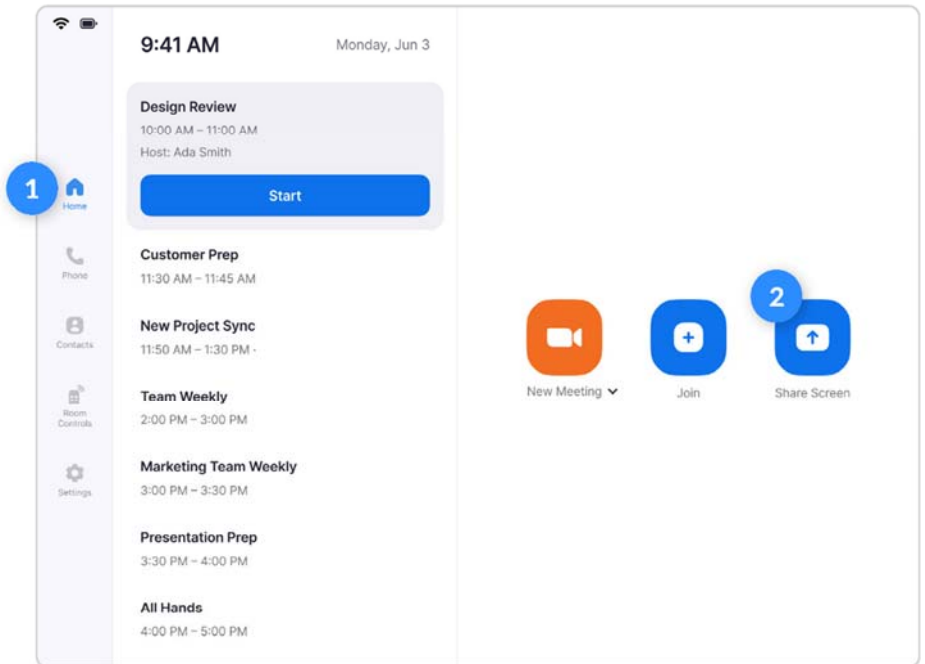 9:41 AM Monday, Jun 3
Design Review
10:00 AM – 11:00 AM
Host: Ada Smith
Start
1
Home
Phone
Contacts
Room
Controls
Settings
Customer Prep
11:30 AM – 11:45 AM
New Project Sync
11:50 AM – 1:30 PM -
Team Weekly
2:00 PM – 3:00 PM
Marketing Team Weekly
3:00 PM – 3:30 PM
Presentation Prep
3:30 PM – 4:00 PM
All Hands
4:00 PM – 5:00 PM
2
New Meeting
Join
Share Screen